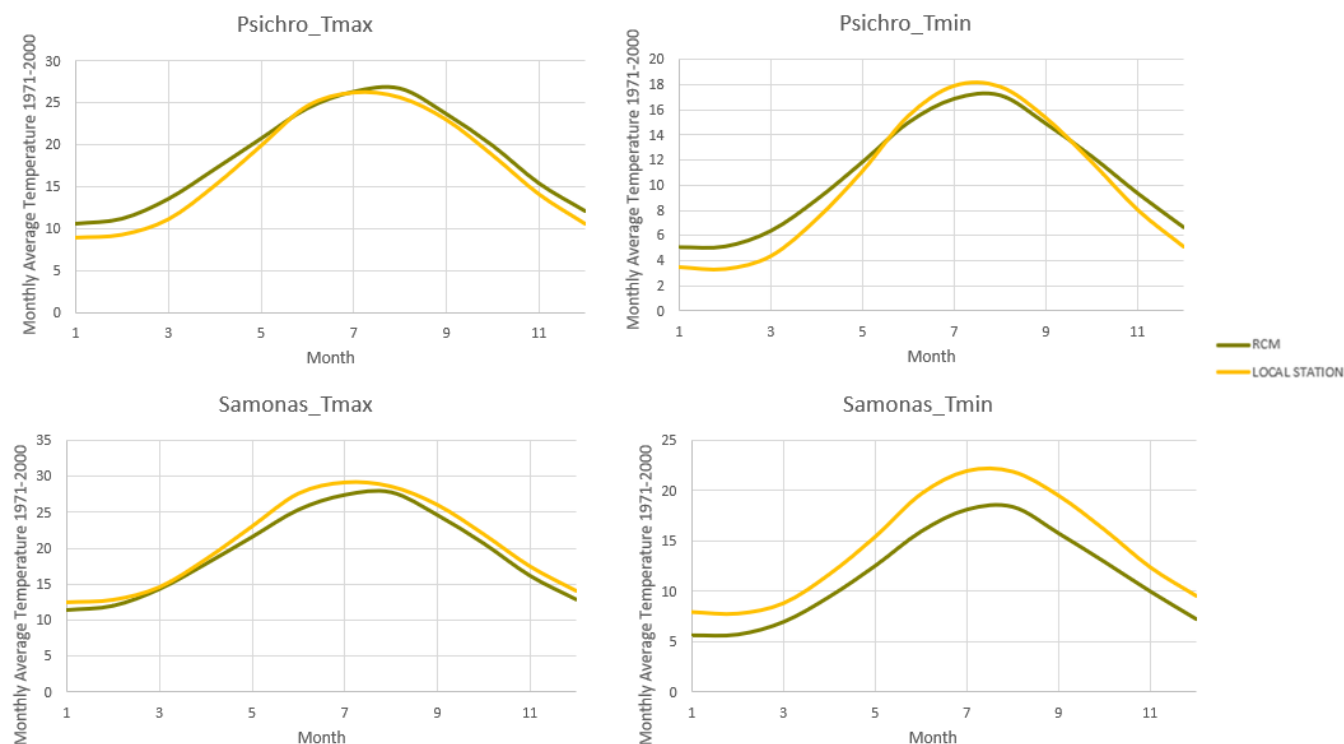 Psichro_Tmax
Monthly Average Temperature 1971-2000
30
25
20
15
10
5
0
1 3 5 7 9 11
Month
Psichro_Tmin
Monthly Average Temperature 1971-2000
20
18
16
14
12
10
8
6
4
2
0
1 3 5 7 9 11
Month
RCM
LOCAL STATION
Samonas_Tmax
Monthly Average Temperature 1971-2000
35
30
25
20
15
10
5
0
1 3 5 7 9 11
Month
Samonas_Tmin
Monthly Average Temperature 1971-2000
25
20
15
10
5
0
1 3 5 7 9 11
Month